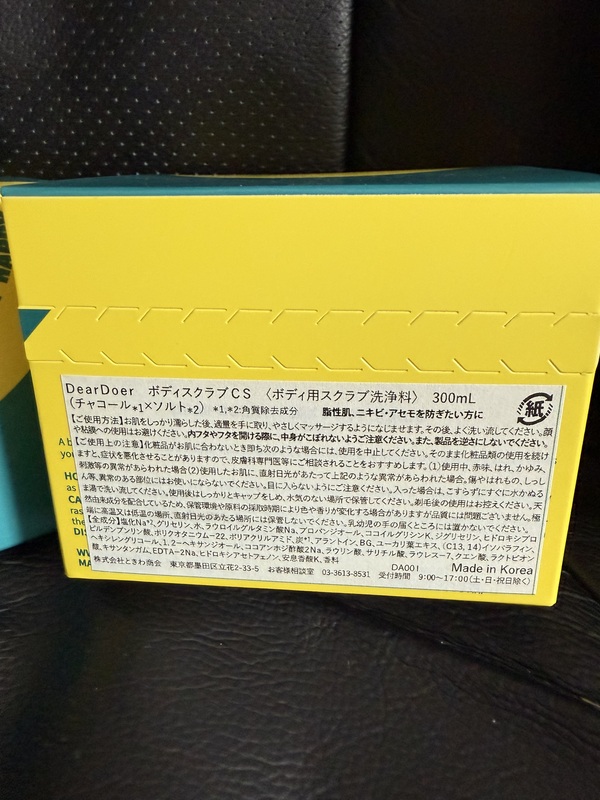 DearDoer ボディスクラブCS 〈ボディ用スクラブ洗浄料〉 300mL
(チャコール*1×ソルト*2) *1,*2:角質除去成分 脂性肌、ニキビ・アセモを防ぎたい方に
紙
【ご使用方法】お肌をしっかり濡らした後、適量を手に取り、やさしくマッサージするようになじませます。その後、よく洗い流してください。顔
や粘膜への使用はお避けください。内フタやフタを開ける際に、中身がこぼれないようご注意ください。また、製品を逆さにしないでください。
【ご使用上の注意】化粧品がお肌に合わないとき即ち次のような場合には、使用を中止してください。そのまま化粧品類の使用を続け
ますと、症状を悪化させることがありますので、皮膚科専門医等にご相談されることをおすすめします。(1)使用中、赤味、はれ、かゆみ、
刺激等の異常があらわれた場合(2)使用したお肌に、直射日光があたって上記のような異常があらわれた場合。傷やはれもの、しっし
ん等、異常のある部位にはお使いにならないでください。目に入らないようにご注意ください。入った場合は、こすらずにすぐに水かぬる
ま湯で洗い流してください。使用後はしっかりとキャップをしめ、水気のない場所で保管してください。剃毛後の使用はお控えください。天
然由来成分を配合しているため、保管環境や原料の採取時期により色や香りが変化する場合がありますが品質には問題ございません。極
端に高温又は低温の場所、直射日光のあたる場所には保管しないでください。乳幼児の手の届くところには置かないでください。
【全成分】塩化Na*2、グリセリン、水、ラウロイルグルタミン酸Na、プロパンジオール、ココイルグリシンK、ジグリセリン、ヒドロキシプロ
ピルデンプンリン酸、ポリクオタニウム-22、ポリアクリルアミド、炭*1、アラントイン、BG、ユーカリ葉エキス、(C13, 14)イソパラフィン、
ヘキシレングリコール、1,2-ヘキサンジオール、ココアンホジ酢酸2Na、ラウリン酸、サリチル酸、ラウレス-7、クエン酸、ラクトビオン
酸、キサンタンガム、EDTA-2Na、ヒドロキシアセトフェノン、安息香酸K、香料
DA001 Made in Korea
株式会社ときわ商会 東京都墨田区立花2-33-5 お客様相談室 03-3613-8531 受付時間 9:00~17:00(土・日・祝日除く)